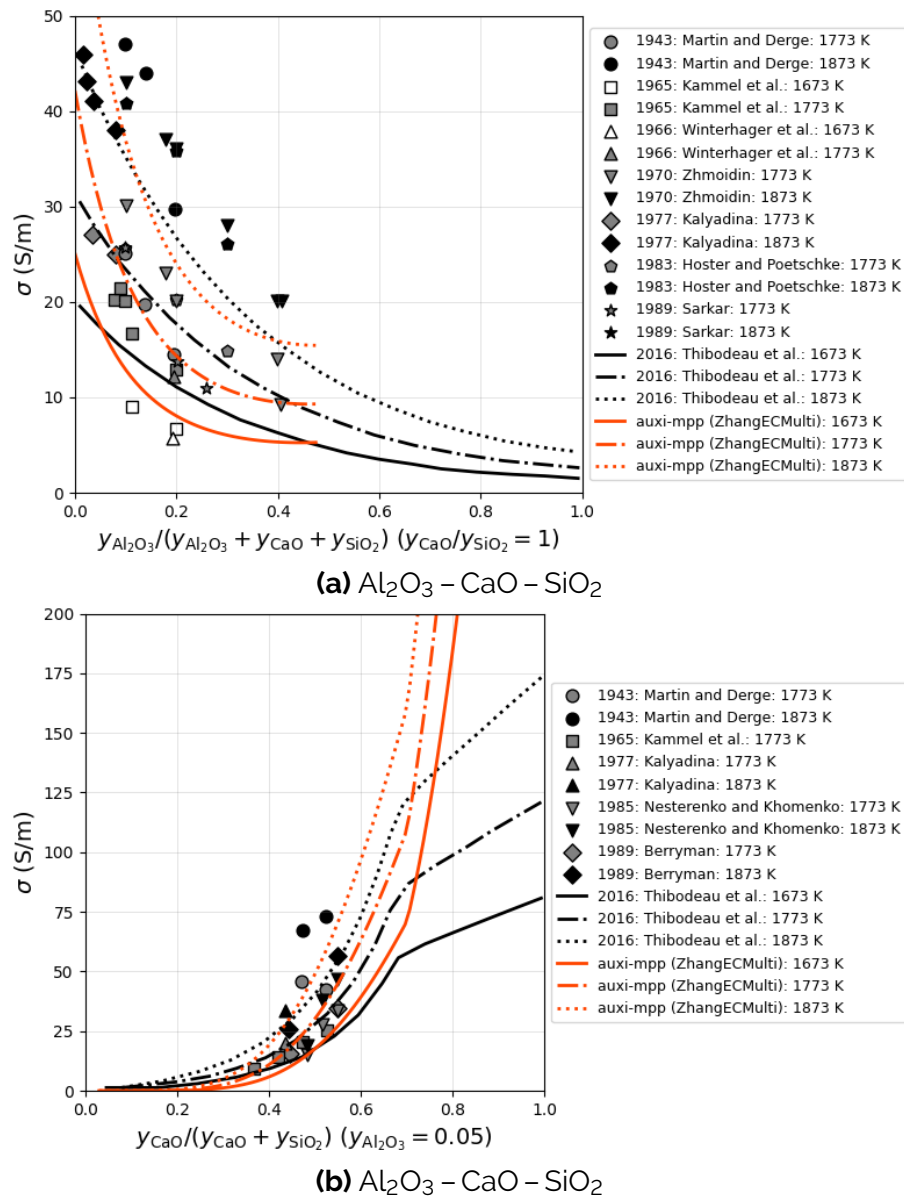 50
40
30
20
10
0
σ (S/m)
0.0 0.2 0.4 0.6 0.8 1.0
y_Al₂O₃/(y_Al₂O₃ + y_CaO + y_SiO₂) (y_CaO/y_SiO₂ = 1)
1943: Martin and Derge: 1773 K
1943: Martin and Derge: 1873 K
1965: Kammel et al.: 1673 K
1965: Kammel et al.: 1773 K
1966: Winterhager et al.: 1673 K
1966: Winterhager et al.: 1773 K
1970: Zhmoidin: 1773 K
1970: Zhmoidin: 1873 K
1977: Kalyadina: 1773 K
1977: Kalyadina: 1873 K
1983: Hoster and Poetschke: 1773 K
1983: Hoster and Poetschke: 1873 K
1989: Sarkar: 1773 K
1989: Sarkar: 1873 K
2016: Thibodeau et al.: 1673 K
2016: Thibodeau et al.: 1773 K
2016: Thibodeau et al.: 1873 K
auxi-mpp (ZhangECMulti): 1673 K
auxi-mpp (ZhangECMulti): 1773 K
auxi-mpp (ZhangECMulti): 1873 K
(a) Al₂O₃ – CaO – SiO₂
200
175
150
125
100
75
50
25
0
σ (S/m)
0.0 0.2 0.4 0.6 0.8 1.0
y_CaO/(y_CaO + y_SiO₂) (y_Al₂O₃ = 0.05)
1943: Martin and Derge: 1773 K
1943: Martin and Derge: 1873 K
1965: Kammel et al.: 1773 K
1977: Kalyadina: 1773 K
1977: Kalyadina: 1873 K
1985: Nesterenko and Khomenko: 1773 K
1985: Nesterenko and Khomenko: 1873 K
1989: Berryman: 1773 K
1989: Berryman: 1873 K
2016: Thibodeau et al.: 1673 K
2016: Thibodeau et al.: 1773 K
2016: Thibodeau et al.: 1873 K
auxi-mpp (ZhangECMulti): 1673 K
auxi-mpp (ZhangECMulti): 1773 K
auxi-mpp (ZhangECMulti): 1873 K
(b) Al₂O₃ – CaO – SiO₂